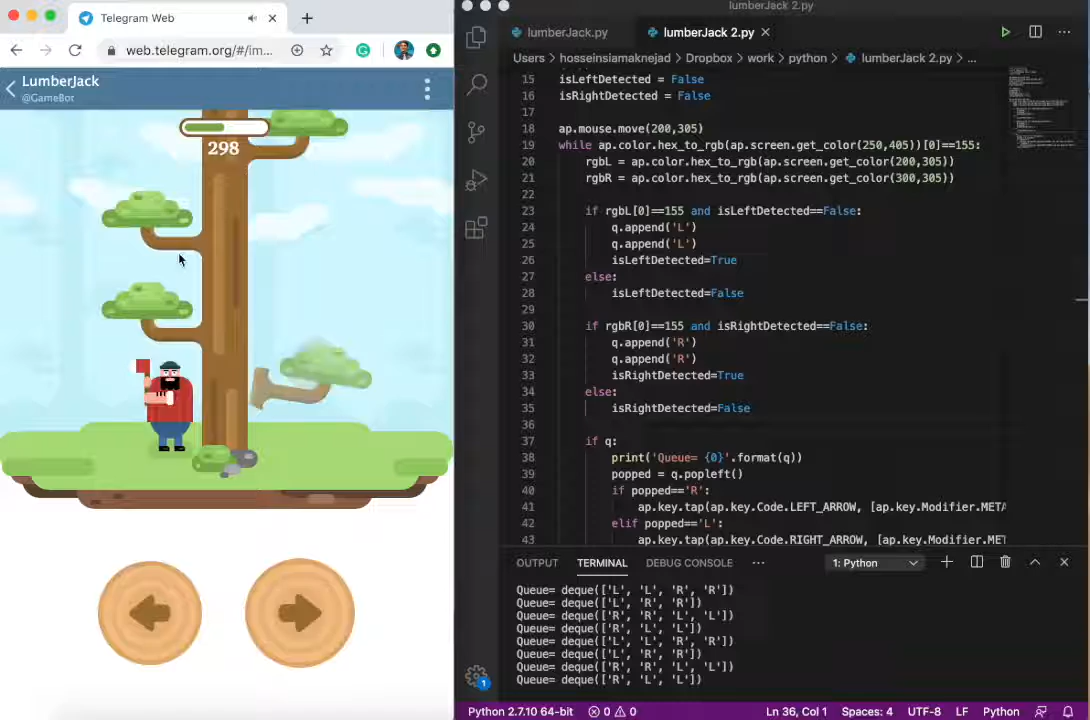 Telegram Web
web.telegram.org/#/im...
LumberJack
@GameBot
298
lumberJack 2.py
lumberJack.py
lumberJack 2.py
Users › hosseinsiamaknejad › Dropbox › work › python › lumberJack 2.py › ...
15 isLeftDetected = False
16 isRightDetected = False
17
18 ap.mouse.move(200,305)
19 while ap.color.hex_to_rgb(ap.screen.get_color(250,405))[0]==155:
20 rgbL = ap.color.hex_to_rgb(ap.screen.get_color(200,305))
21 rgbR = ap.color.hex_to_rgb(ap.screen.get_color(300,305))
22
23 if rgbL[0]==155 and isLeftDetected==False:
24 q.append('L')
25 q.append('L')
26 isLeftDetected=True
27 else:
28 isLeftDetected=False
29
30 if rgbR[0]==155 and isRightDetected==False:
31 q.append('R')
32 q.append('R')
33 isRightDetected=True
34 else:
35 isRightDetected=False
36
37 if q:
38 print('Queue= {0}'.format(q))
39 popped = q.popleft()
40 if popped=='R':
41 ap.key.tap(ap.key.Code.LEFT_ARROW, [ap.key.Modifier.META
42 elif popped=='L':
43 ap.key.tap(ap.key.Code.RIGHT_ARROW, [ap.key.Modifier.MET
OUTPUT TERMINAL DEBUG CONSOLE ... 1: Python
Queue= deque(['L', 'L', 'R', 'R'])
Queue= deque(['L', 'R', 'R'])
Queue= deque(['R', 'R', 'L', 'L'])
Queue= deque(['R', 'L', 'L'])
Queue= deque(['L', 'L', 'R', 'R'])
Queue= deque(['L', 'R', 'R'])
Queue= deque(['R', 'R', 'L', 'L'])
Queue= deque(['R', 'L', 'L'])
1
Python 2.7.10 64-bit 0 0 Ln 36, Col 1 Spaces: 4 UTF-8 LF Python